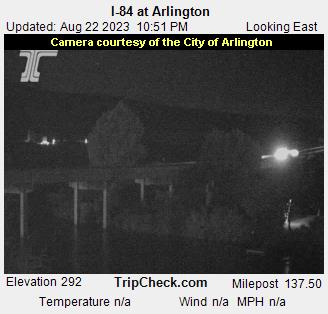 I-84 at Arlington
Updated: Aug 22 2023 10:51 PM Looking East
Camera courtesy of the City of Arlington
Elevation 292 TripCheck.com Milepost 137.50
Temperature n/a Wind n/a MPH n/a